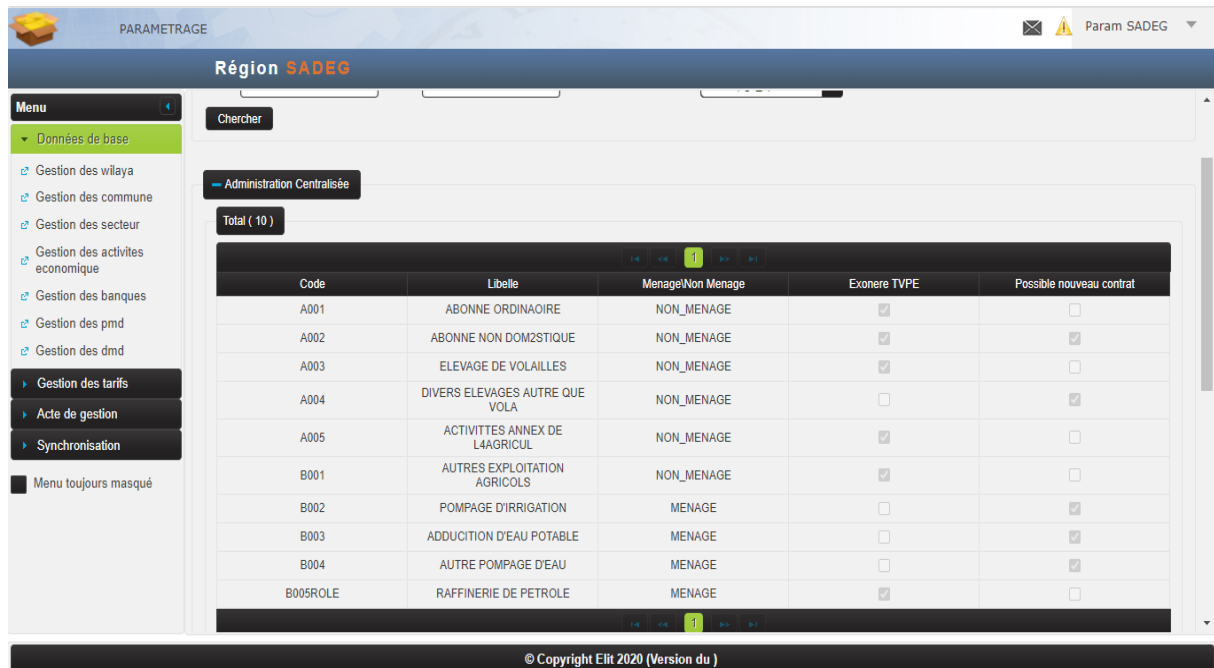 PARAMETRAGE
Param SADEG
Région SADEG
Menu
Données de base
Gestion des wilaya
Gestion des commune
Gestion des secteur
Gestion des activites
economique
Gestion des banques
Gestion des pmd
Gestion des dmd
Gestion des tarifs
Acte de gestion
Synchronisation
Menu toujours masqué
Chercher
Administration Centralisée
Total ( 10 )
1
Code Libelle Menage\Non Menage Exonere TVPE Possible nouveau contrat
A001 ABONNE ORDINAOIRE NON_MENAGE
A002 ABONNE NON DOM2STIQUE NON_MENAGE
A003 ELEVAGE DE VOLAILLES NON_MENAGE
A004 DIVERS ELEVAGES AUTRE QUE
VOLA NON_MENAGE
A005 ACTIVITTES ANNEX DE
L4AGRICUL NON_MENAGE
B001 AUTRES EXPLOITATION
AGRICOLS NON_MENAGE
B002 POMPAGE D'IRRIGATION MENAGE
B003 ADDUCITION D'EAU POTABLE MENAGE
B004 AUTRE POMPAGE D'EAU MENAGE
B005ROLE RAFFINERIE DE PETROLE MENAGE
1
© Copyright Elit 2020 (Version du )